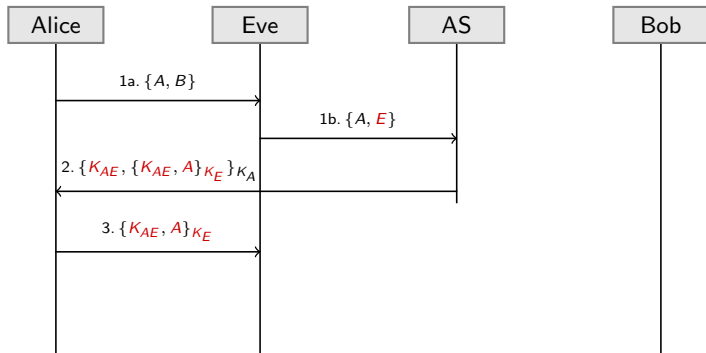 Alice Eve AS Bob
1a. {A, B}
1b. {A, E}
2. {K_AE, {K_AE, A}_K_E}_K_A
3. {K_AE, A}_K_E